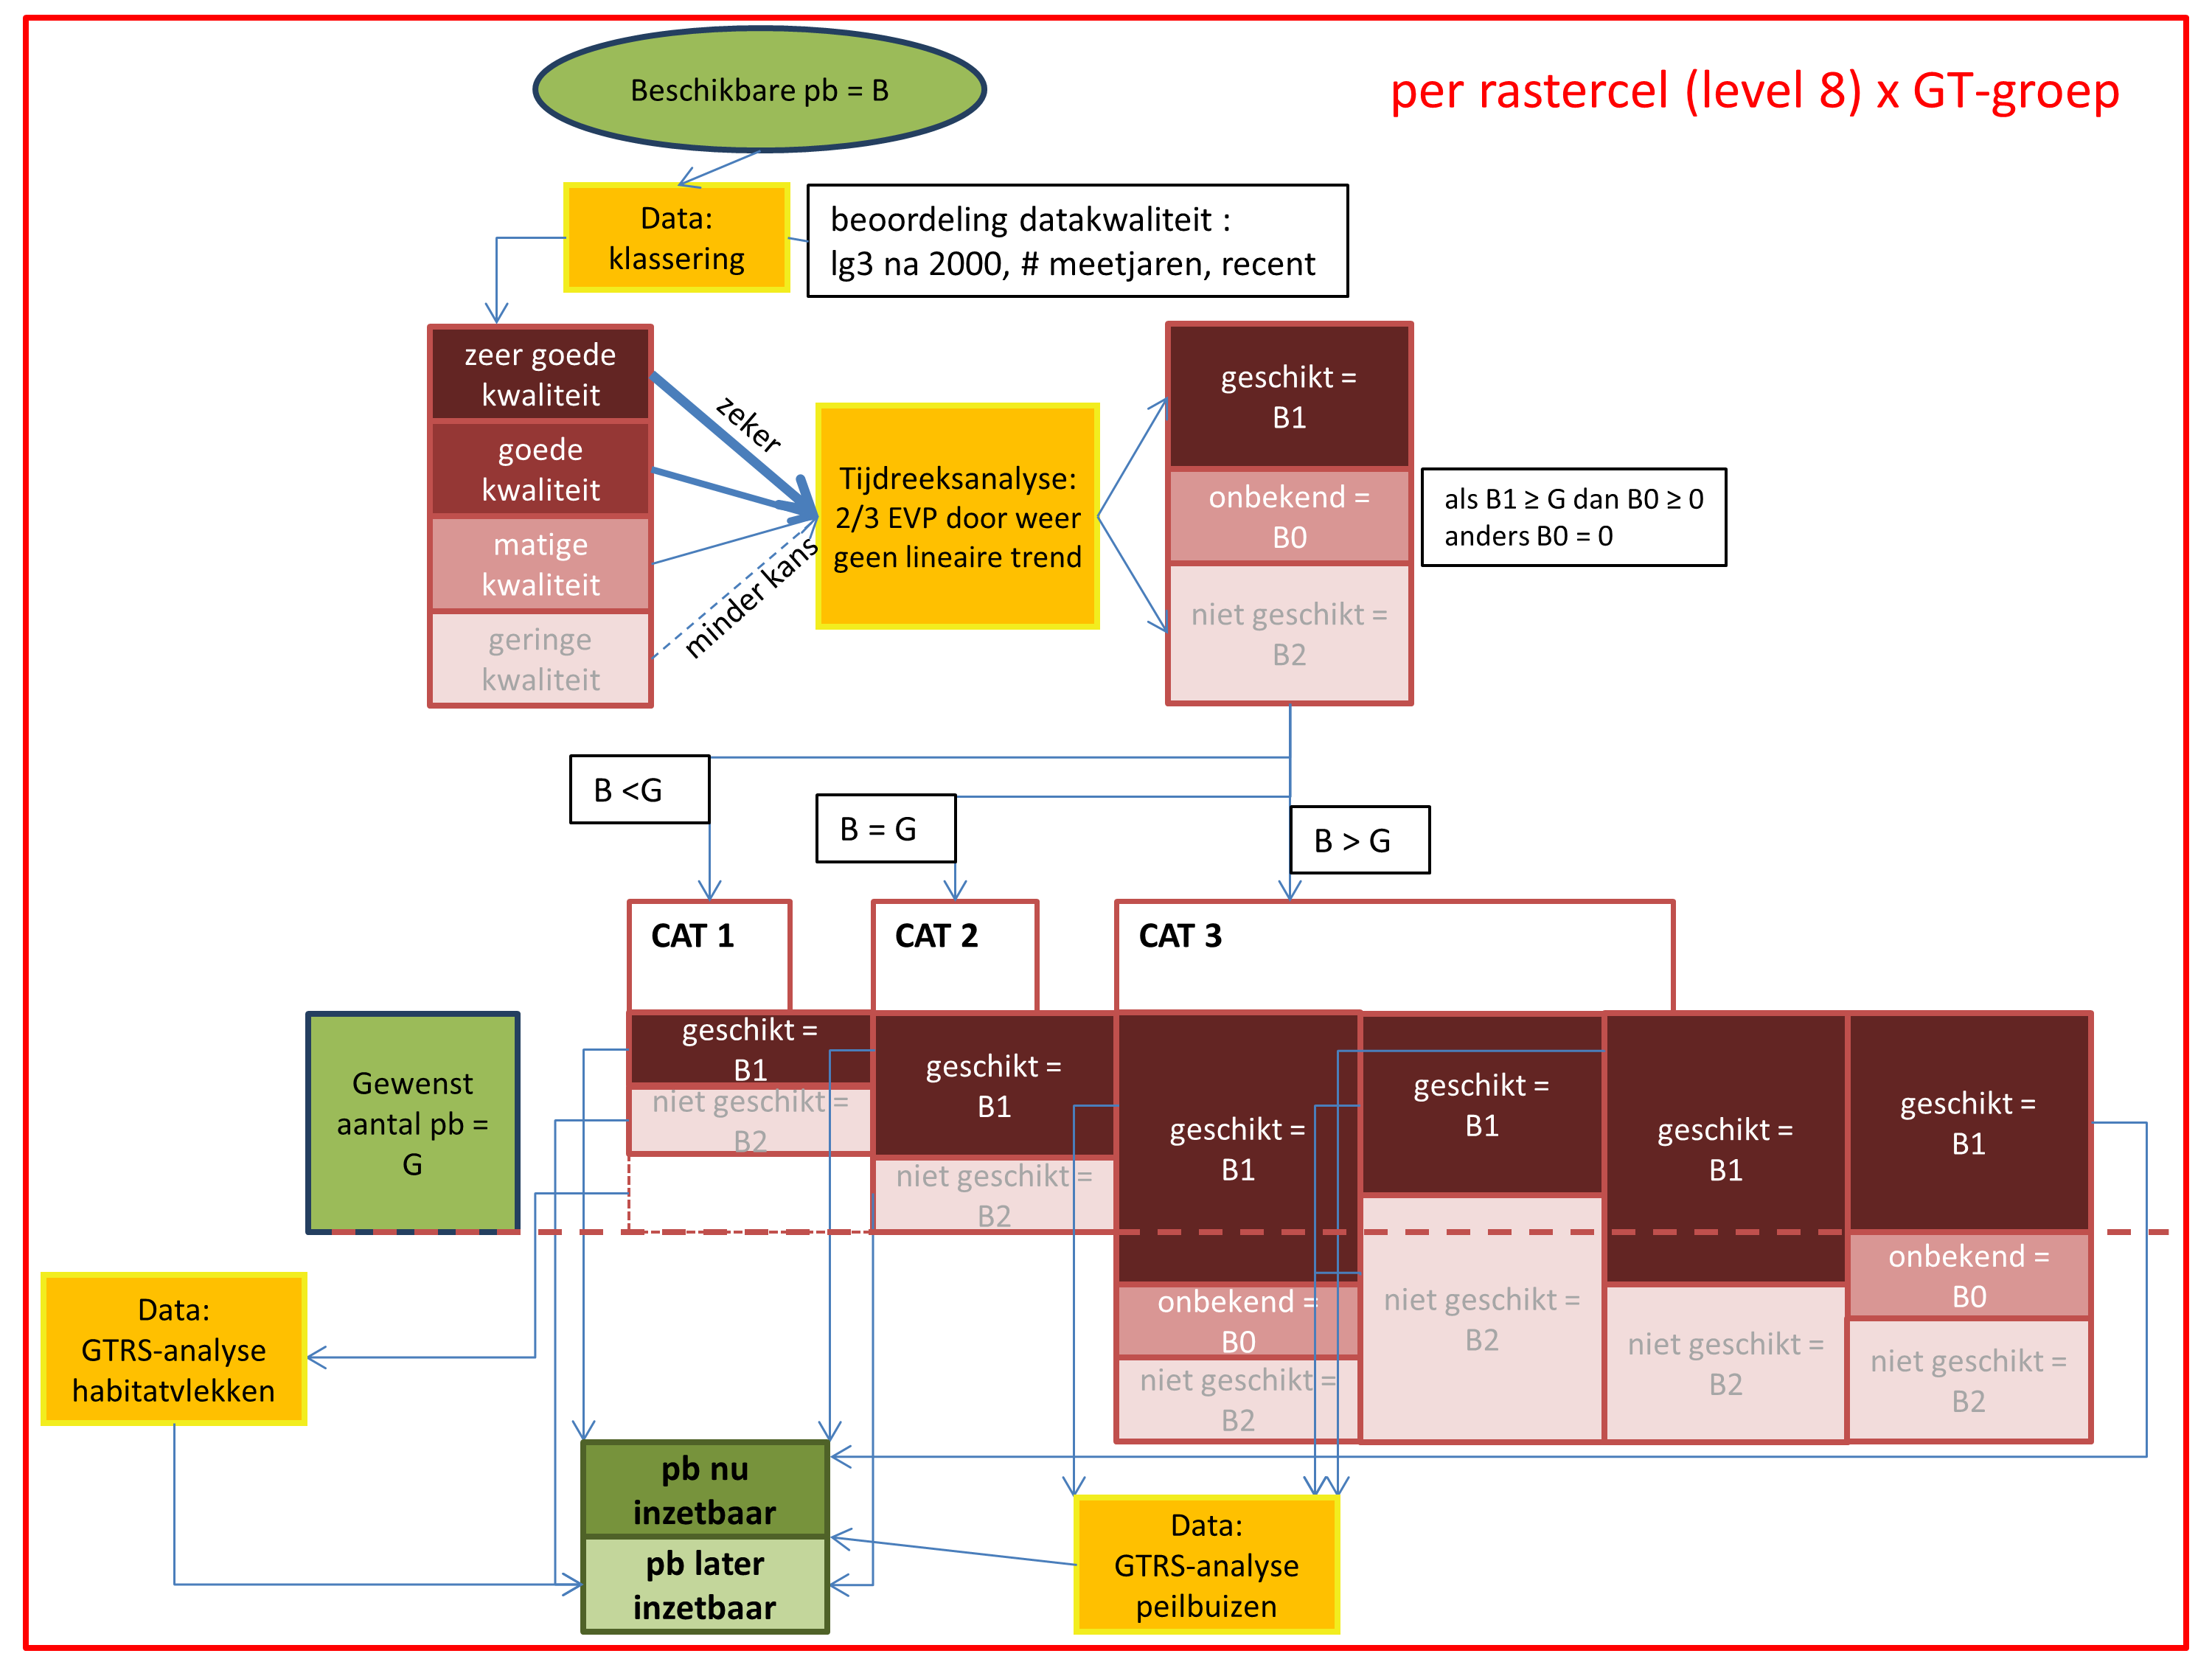 Beschikbare pb = B
per rastercel (level 8) x GT-groep
Data:
klassering
beoordeling datakwaliteit :
lg3 na 2000, # meetjaren, recent
zeer goede
kwaliteit
goede
kwaliteit
matige
kwaliteit
geringe
kwaliteit
zeker
minder kans
Tijdreeksanalyse:
2/3 EVP door weer
geen lineaire trend
geschikt =
B1
onbekend =
B0
niet geschikt =
B2
als B1 ≥ G dan B0 ≥ 0
anders B0 = 0
B <G
B = G
B > G
CAT 1
CAT 2
CAT 3
Gewenst
aantal pb =
G
geschikt =
B1
niet geschikt =
B2
geschikt =
B1
niet geschikt =
B2
geschikt =
B1
onbekend =
B0
niet geschikt =
B2
geschikt =
B1
niet geschikt =
B2
geschikt =
B1
niet geschikt =
B2
geschikt =
B1
onbekend =
B0
niet geschikt =
B2
Data:
GTRS-analyse
habitatvlekken
pb nu
inzetbaar
pb later
inzetbaar
Data:
GTRS-analyse
peilbuizen